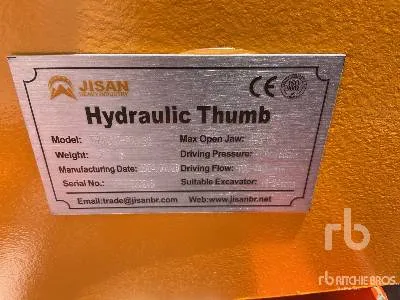 JISAN
HEAVY INDUSTRY
CE
Hydraulic Thumb
Model: Max Open Jaw:
Weight: Driving Pressure:
Manufacturing Date: Driving Flow:
Serial No.: Suitable Excavator:
Email:trade@jisanbr.com Web:www.jisanbr.net
rb
rb RITCHIE BROS.